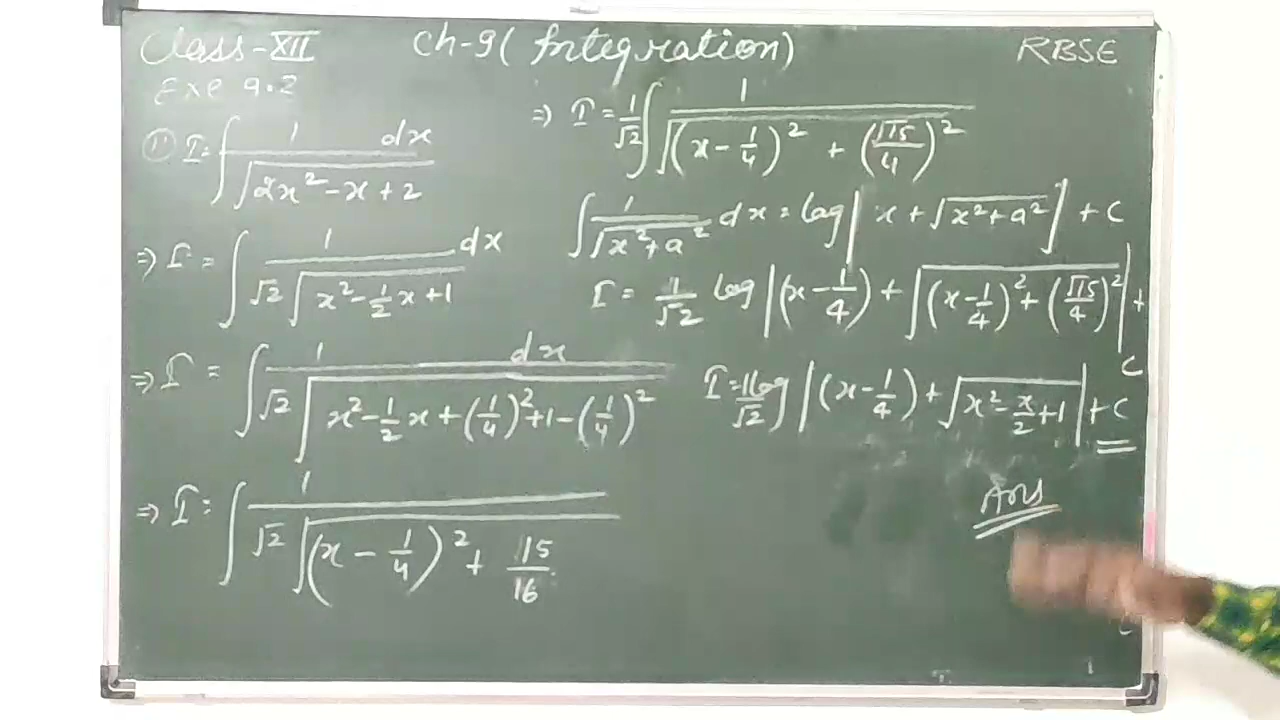 Class-XII Ch-9 (Integration) RBSE
Exe 9.2
(1) I = ∫ 1/√(2x² - x + 2) dx
⇒ I = ∫ 1/(√2 √(x² - 1/2 x + 1)) dx
⇒ I = ∫ 1/(√2 √(x² - 1/2 x + (1/4)² + 1 - (1/4)²)) dx
⇒ I = ∫ 1/(√2 √((x - 1/4)² + 15/16))
⇒ I = 1/√2 ∫ 1/√((x - 1/4)² + (√15/4)²)
∫ 1/√(x² + a²) dx = log | x + √(x² + a²) | + C
I = 1/√2 log | (x - 1/4) + √((x - 1/4)² + (√15/4)²) | +
C
I = 1/√2 log | (x - 1/4) + √(x² - x/2 + 1) | + C
Ans